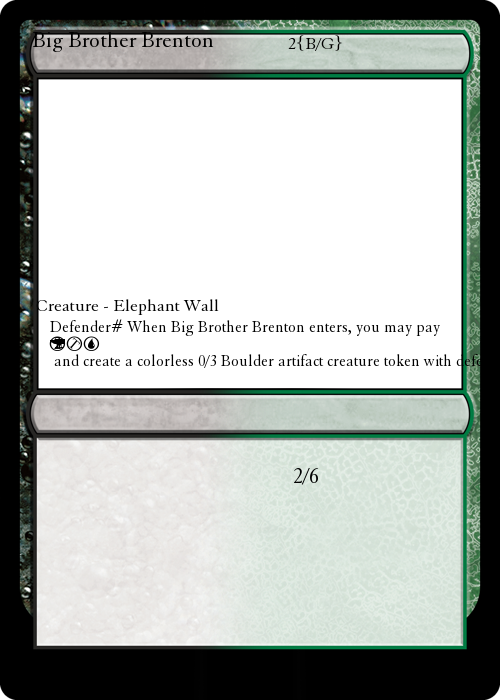 Big Brother Brenton 2{B/G}
Creature - Elephant Wall
Defender# When Big Brother Brenton enters, you may pay
and create a colorless 0/3 Boulder artifact creature token with defe
2/6